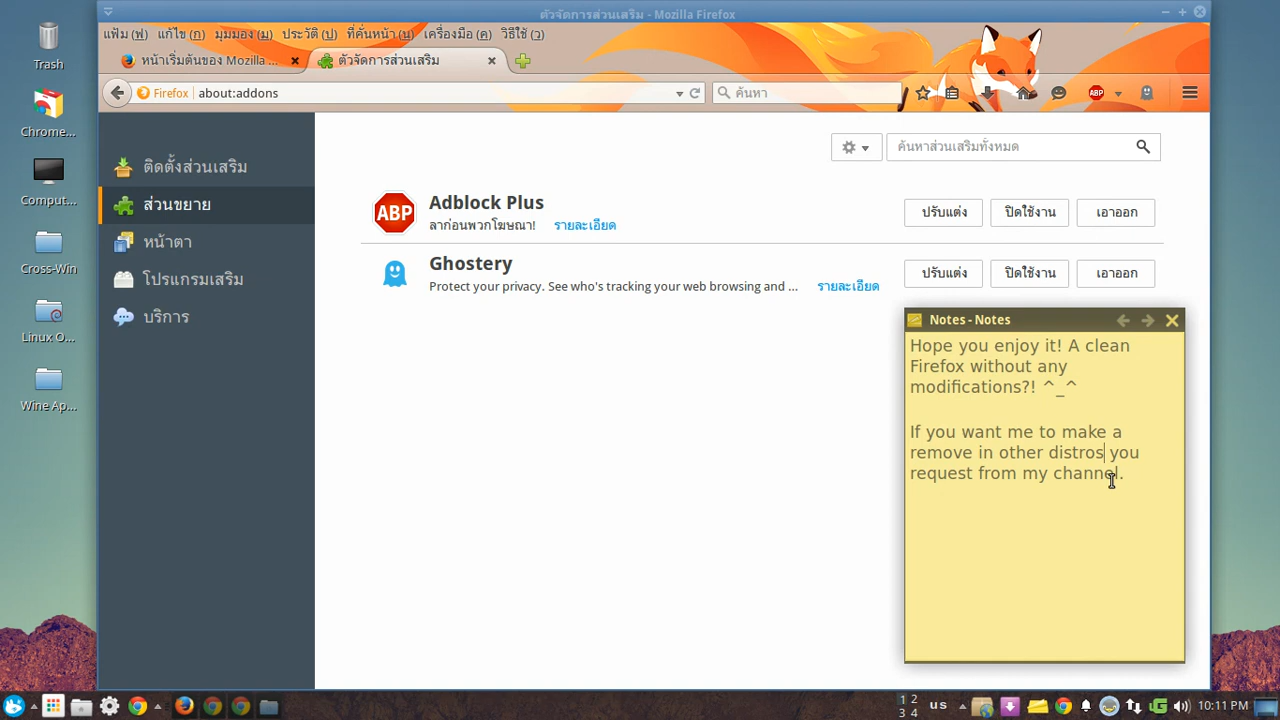 ตัวจัดการส่วนเสริม - Mozilla Firefox
แฟ้ม (ฟ) แก้ไข (ก) มุมมอง (ม) ประวัติ (ป) ที่คั่นหน้า (น) เครื่องมือ (ค) วิธีใช้ (ว)
หน้าเริ่มต้นของ Mozilla ...
ตัวจัดการส่วนเสริม
Firefox about:addons
ค้นหา
ABP
Trash
Chrome...
Comput...
Cross-Win
Linux O...
Wine Ap...
ติดตั้งส่วนเสริม
ส่วนขยาย
หน้าตา
โปรแกรมเสริม
บริการ
ค้นหาส่วนเสริมทั้งหมด
ABP
Adblock Plus
ลาก่อนพวกโฆษณา! รายละเอียด
ปรับแต่ง ปิดใช้งาน เอาออก
Ghostery
Protect your privacy. See who's tracking your web browsing and ... รายละเอียด
ปรับแต่ง ปิดใช้งาน เอาออก
Notes - Notes
Hope you enjoy it! A clean
Firefox without any
modifications?! ^_^
If you want me to make a
remove in other distros you
request from my channel.
1 2
3 4
us
10:11 PM